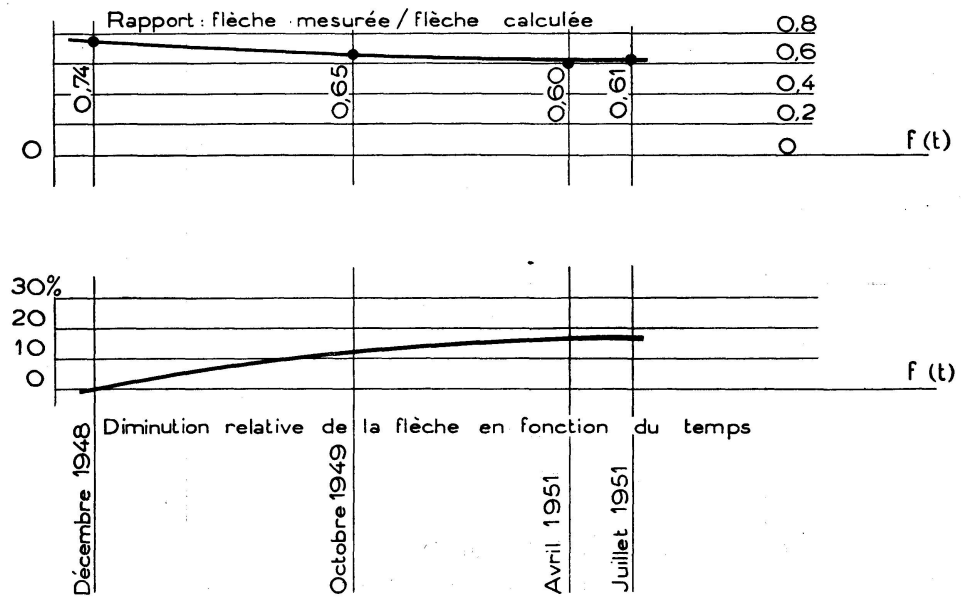 Rapport : flèche mesurée / flèche calculée
0,8
0,6
0,4
0,2
0
0
f (t)
0,74
0,65
0,60
0,61
30%
20
10
0
f (t)
Diminution relative de la flèche en fonction du temps
Décembre 1948
Octobre 1949
Avril 1951
Juillet 1951